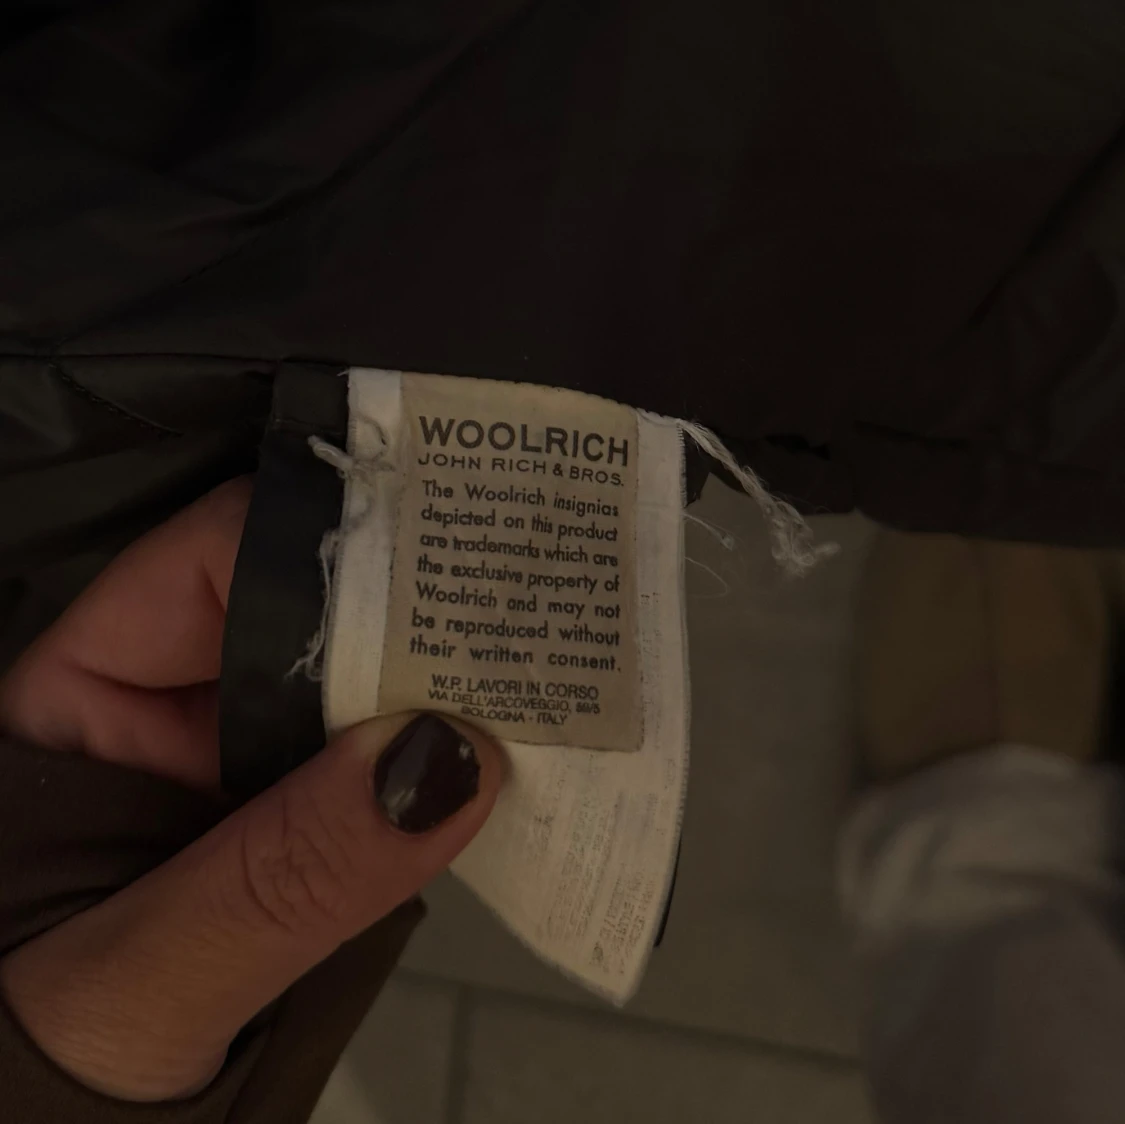 WOOLRICH
JOHN RICH & BROS.
The Woolrich insignias
depicted on this product
are trademarks which are
the exclusive property of
Woolrich and may not
be reproduced without
their written consent.
W.P. LAVORI IN CORSO
VIA DELL'ARCOVEGGIO, 59/5
BOLOGNA - ITALY